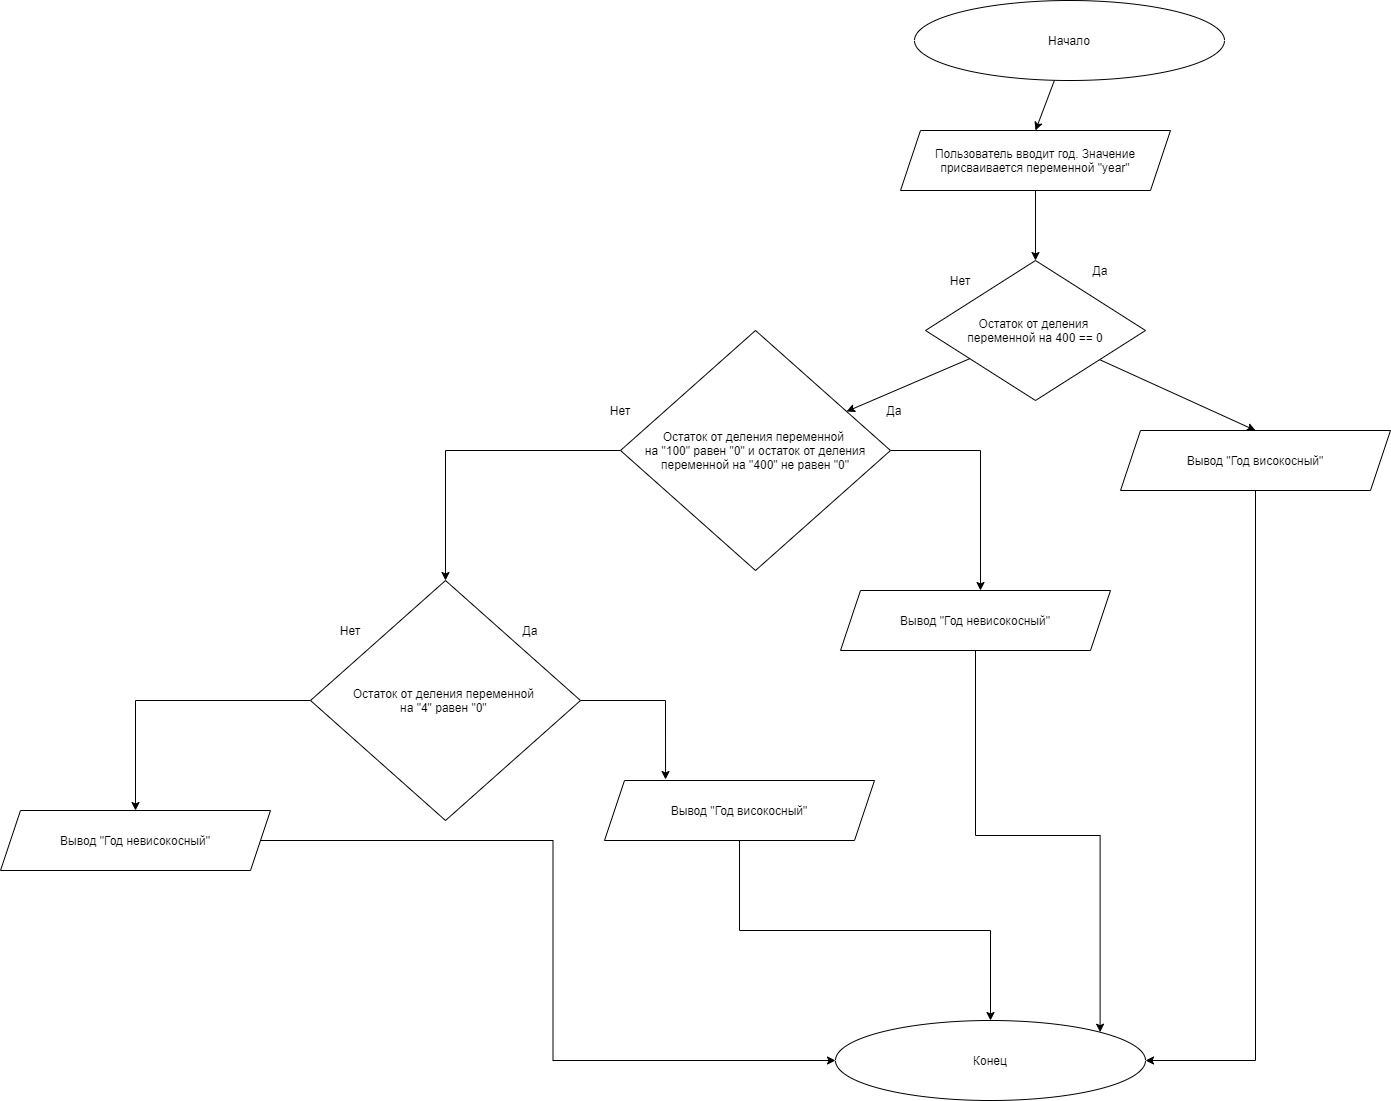 Начало
Пользователь вводит год. Значение
присваивается переменной "year"
Нет
Да
Остаток от деления
переменной на 400 == 0
Нет
Да
Остаток от деления переменной
на "100" равен "0" и остаток от деления
переменной на "400" не равен "0"
Вывод "Год високосный"
Вывод "Год невисокосный"
Нет
Да
Остаток от деления переменной
на "4" равен "0"
Вывод "Год високосный"
Вывод "Год невисокосный"
Конец